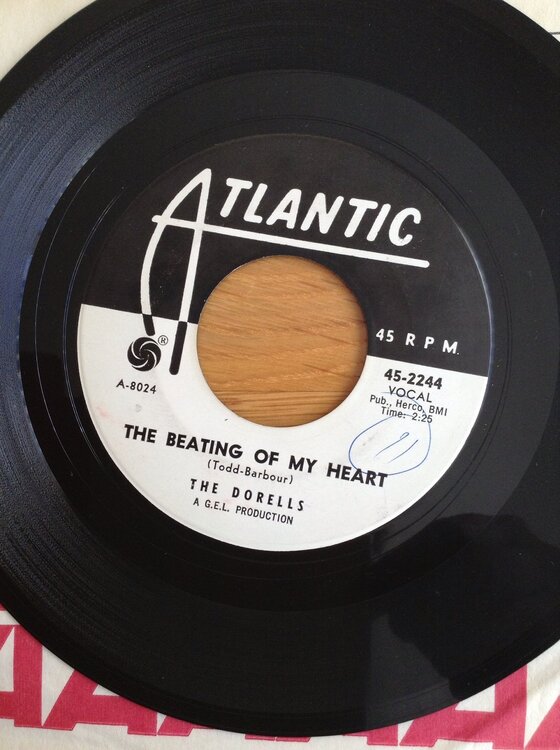 ATLANTIC
®
45 RPM.
A-8024
45-2244
VOCAL
Pub., Herco, BMI
Time: 2:25
11
THE BEATING OF MY HEART
(Todd-Barbour)
THE DORELLS
A G.E.L. PRODUCTION